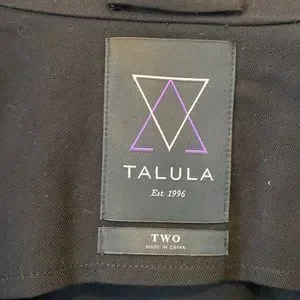 TALULA
Est. 1996
TWO
MADE IN CHINA